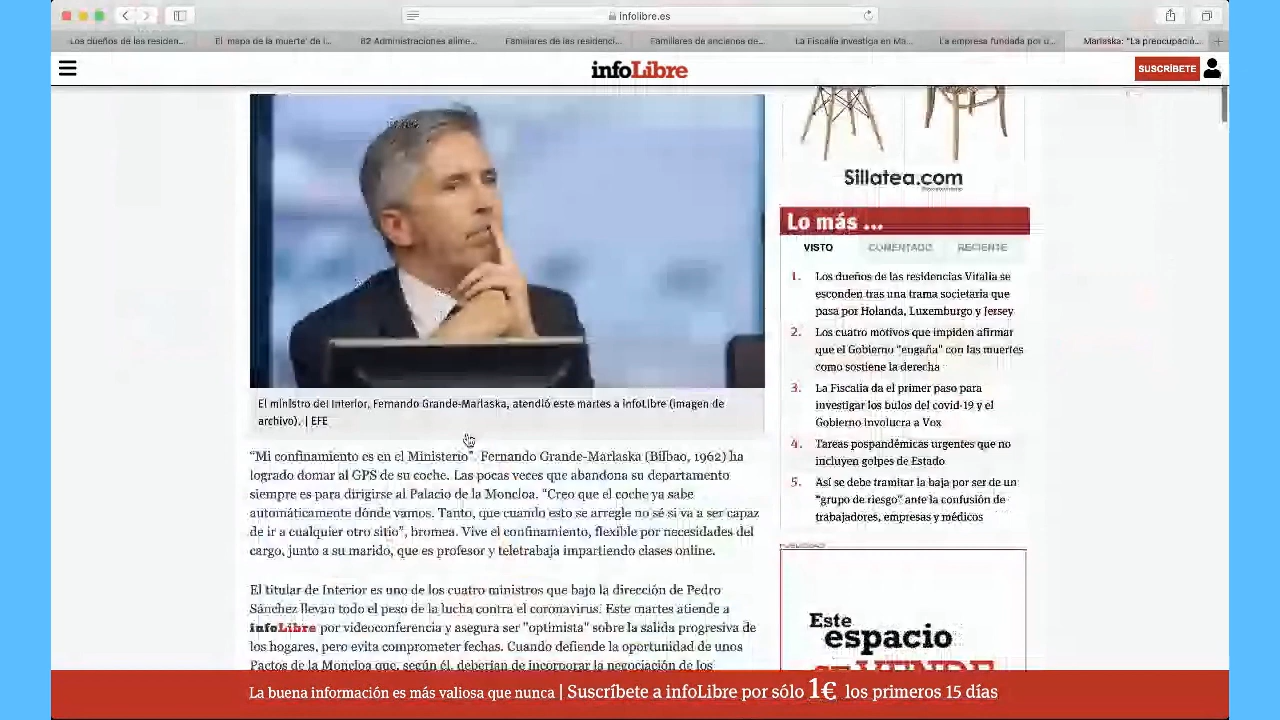 infolibre.es
Los dueños de las residen...
El 'mapa de la muerte' de l...
82 Administraciones alime...
Familiares de las residenci...
Familiares de ancianos de...
La Fiscalía investiga en Ma...
La empresa fundada por u...
Marlaska: "La preocupació...
infoLibre
SUSCRÍBETE
Sillatea.com
Lo más ...
VISTO
COMENTADO
RECIENTE
1. Los dueños de las residencias Vitalia se
esconden tras una trama societaria que
pasa por Holanda, Luxemburgo y Jersey
2. Los cuatro motivos que impiden afirmar
que el Gobierno "engaña" con las muertes
como sostiene la derecha
3. La Fiscalía da el primer paso para
investigar los bulos del covid-19 y el
Gobierno involucra a Vox
4. Tareas pospandémicas urgentes que no
incluyen golpes de Estado
5. Así se debe tramitar la baja por ser de un
"grupo de riesgo" ante la confusión de
trabajadores, empresas y médicos
PUBLICIDAD
Este
espacio
SE VENDE
El ministro del Interior, Fernando Grande-Marlaska, atendió este martes a infoLibre (imagen de
archivo). | EFE
"Mi confinamiento es en el Ministerio". Fernando Grande-Marlaska (Bilbao, 1962) ha
logrado domar al GPS de su coche. Las pocas veces que abandona su departamento
siempre es para dirigirse al Palacio de la Moncloa. "Creo que el coche ya sabe
automáticamente dónde vamos. Tanto, que cuando esto se arregle no sé si va a ser capaz
de ir a cualquier otro sitio", bromea. Vive el confinamiento, flexible por necesidades del
cargo, junto a su marido, que es profesor y teletrabaja impartiendo clases online.
El titular de Interior es uno de los cuatro ministros que bajo la dirección de Pedro
Sánchez llevan todo el peso de la lucha contra el coronavirus. Este martes atiende a
infoLibre por videoconferencia y asegura ser "optimista" sobre la salida progresiva de
los hogares, pero evita comprometer fechas. Cuando defiende la oportunidad de unos
Pactos de la Moncloa que, según él, deberían de incorporar la negociación de los
La buena información es más valiosa que nunca | Suscríbete a infoLibre por sólo 1€ los primeros 15 días